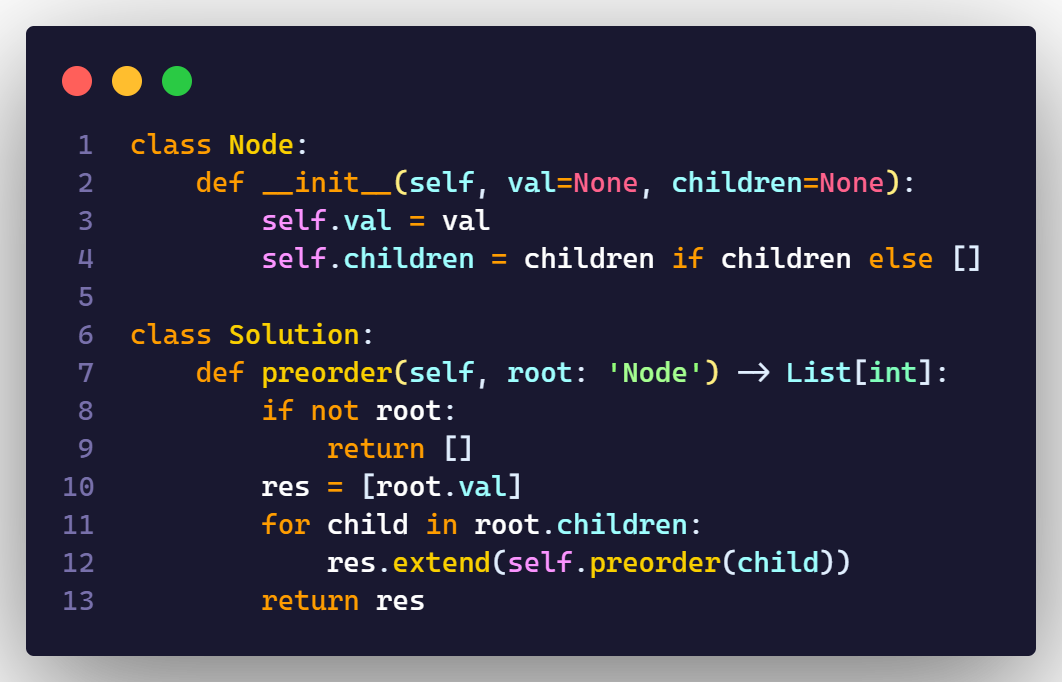 1 class Node:
2     def __init__(self, val=None, children=None):
3         self.val = val
4         self.children = children if children else []
5
6 class Solution:
7     def preorder(self, root: 'Node') -> List[int]:
8         if not root:
9             return []
10         res = [root.val]
11         for child in root.children:
12             res.extend(self.preorder(child))
13         return res